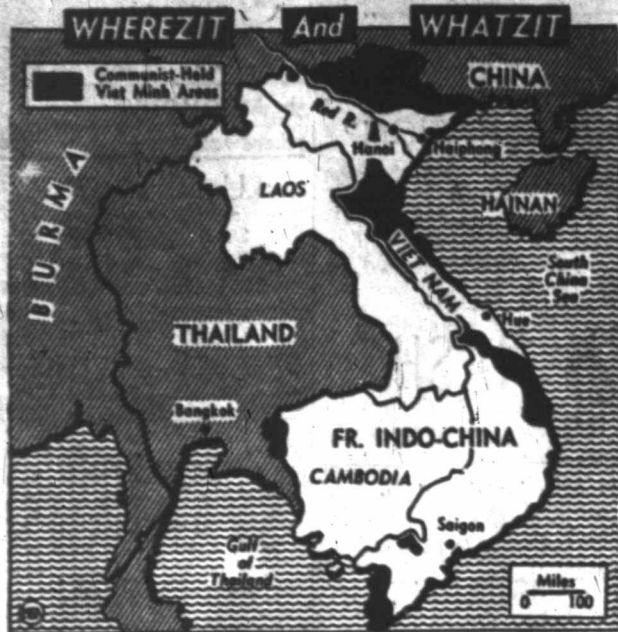 WHEREZIT And WHATZIT
Communist-Held
Viet Minh Areas
CHINA
Red R.
Hanoi
Haiphong
BURMA
LAOS
HAINAN
VIET NAM
South
China
Sea
Hue
THAILAND
Bangkok
FR. INDO-CHINA
CAMBODIA
Saigon
Gulf
of
Thailand
Miles
0 100